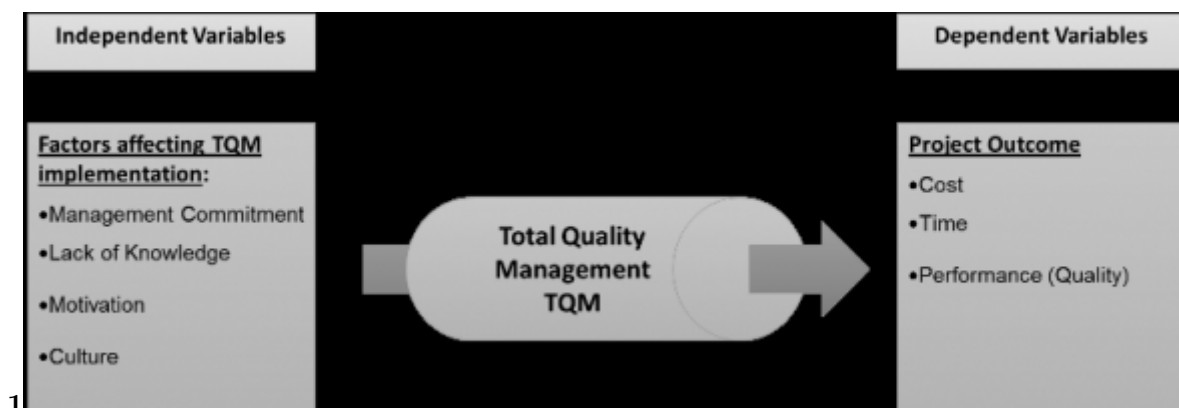 Independent Variables
Dependent Variables
Factors affecting TQM
implementation:
•Management Commitment
•Lack of Knowledge
•Motivation
•Culture
Total Quality
Management
TQM
Project Outcome
•Cost
•Time
•Performance (Quality)
1